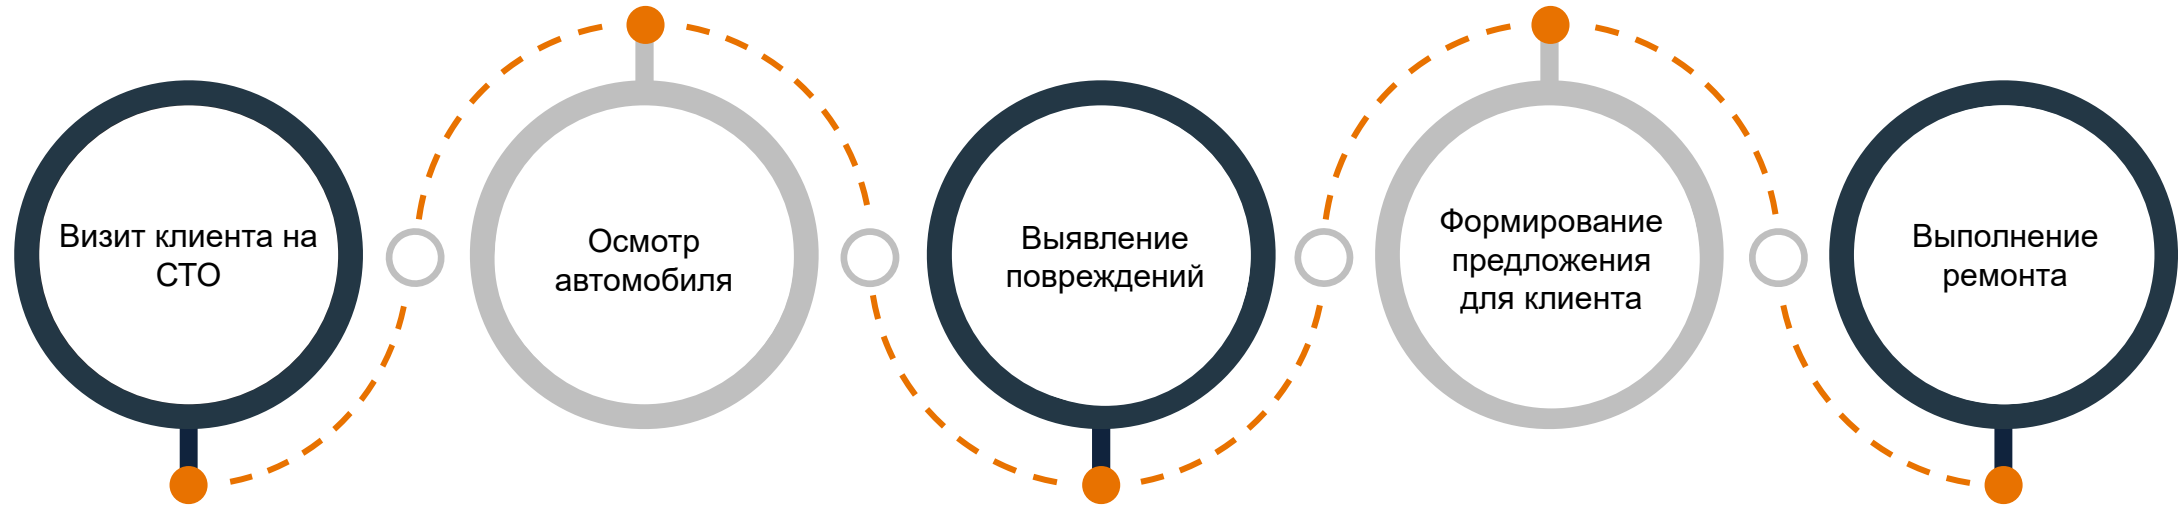 Визит клиента на
СТО
Осмотр
автомобиля
Выявление
повреждений
Формирование
предложения
для клиента
Выполнение
ремонта